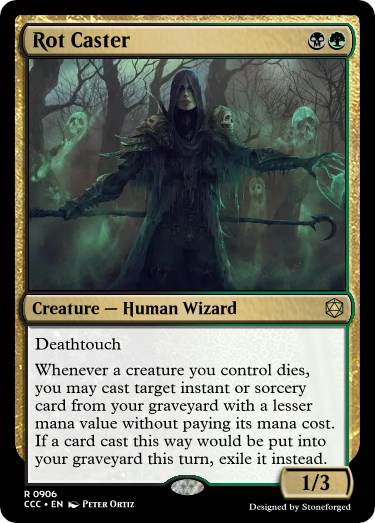 Rot Caster
Creature — Human Wizard
Deathtouch
Whenever a creature you control dies,
you may cast target instant or sorcery
card from your graveyard with a lesser
mana value without paying its mana cost.
If a card cast this way would be put into
your graveyard this turn, exile it instead.
1/3
R 0906
CCC • EN Peter Ortiz
Designed by Stoneforged